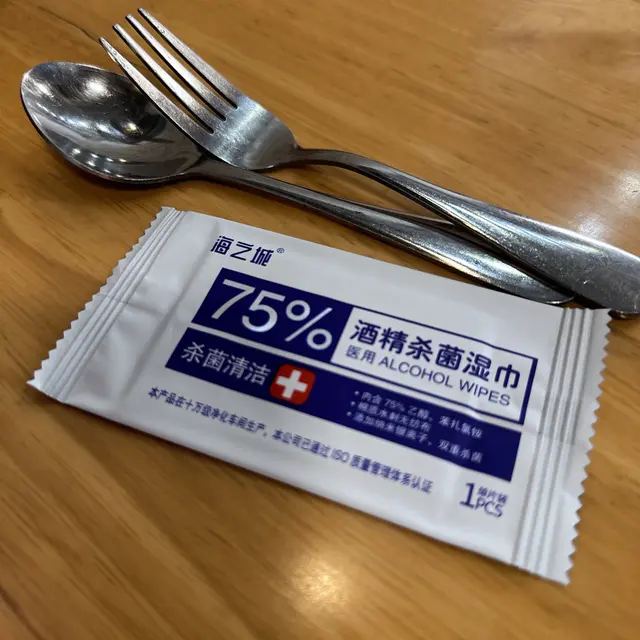 海之城®
75%
酒精杀菌湿巾
医用 ALCOHOL WIPES
杀菌清洁
• 内含 75% 乙醇、苯扎氯铵
棉质水刺无纺布
• 添加纳米银离子，双重杀菌
本产品在十万级净化车间生产。本公司已通过 ISO 质量管理体系认证
1PCS